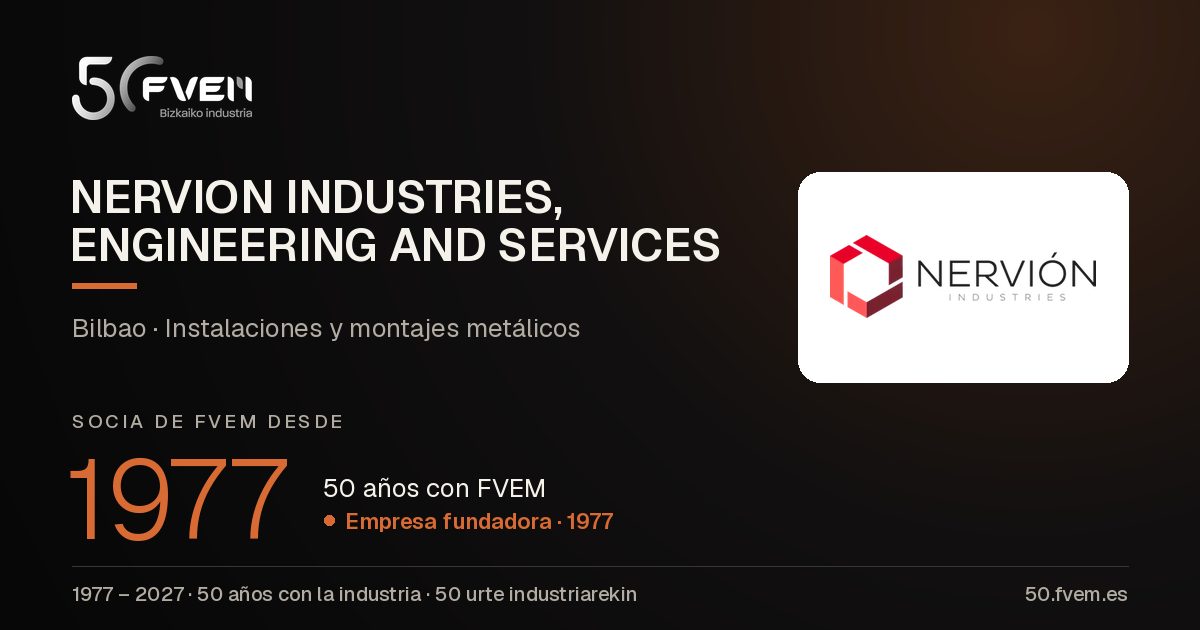 50 FVEM
Bizkaiko industria
NERVION INDUSTRIES,
ENGINEERING AND SERVICES
NERVIÓN
INDUSTRIES
Bilbao · Instalaciones y montajes metálicos
SOCIA DE FVEM DESDE
1977
50 años con FVEM
Empresa fundadora · 1977
1977 – 2027 · 50 años con la industria · 50 urte industriarekin
50.fvem.es